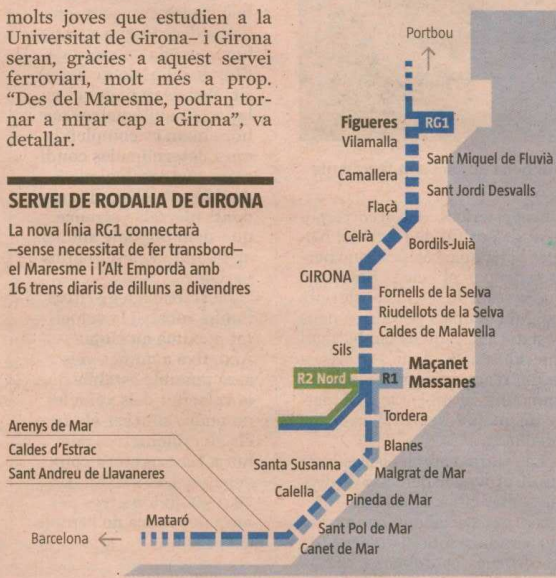 molts joves que estudien a la
Universitat de Girona– i Girona
seran, gràcies a aquest servei
ferroviari, molt més a prop.
“Des del Maresme, podran tor-
nar a mirar cap a Girona”, va
detallar.
SERVEI DE RODALIA DE GIRONA
La nova línia RG1 connectarà
–sense necessitat de fer transbord–
el Maresme i l’Alt Empordà amb
16 trens diaris de dilluns a divendres
Portbou
Figueres
RG1
Vilamalla
Sant Miquel de Fluvià
Camallera
Sant Jordi Desvalls
Flaçà
Celrà
Bordils-Juià
GIRONA
Fornells de la Selva
Riudellots de la Selva
Caldes de Malavella
Sils
R2 Nord
R1
Maçanet
Massanes
Tordera
Blanes
Arenys de Mar
Caldes d’Estrac
Sant Andreu de Llavaneres
Santa Susanna
Malgrat de Mar
Calella
Pineda de Mar
Mataró
Sant Pol de Mar
Barcelona
Canet de Mar